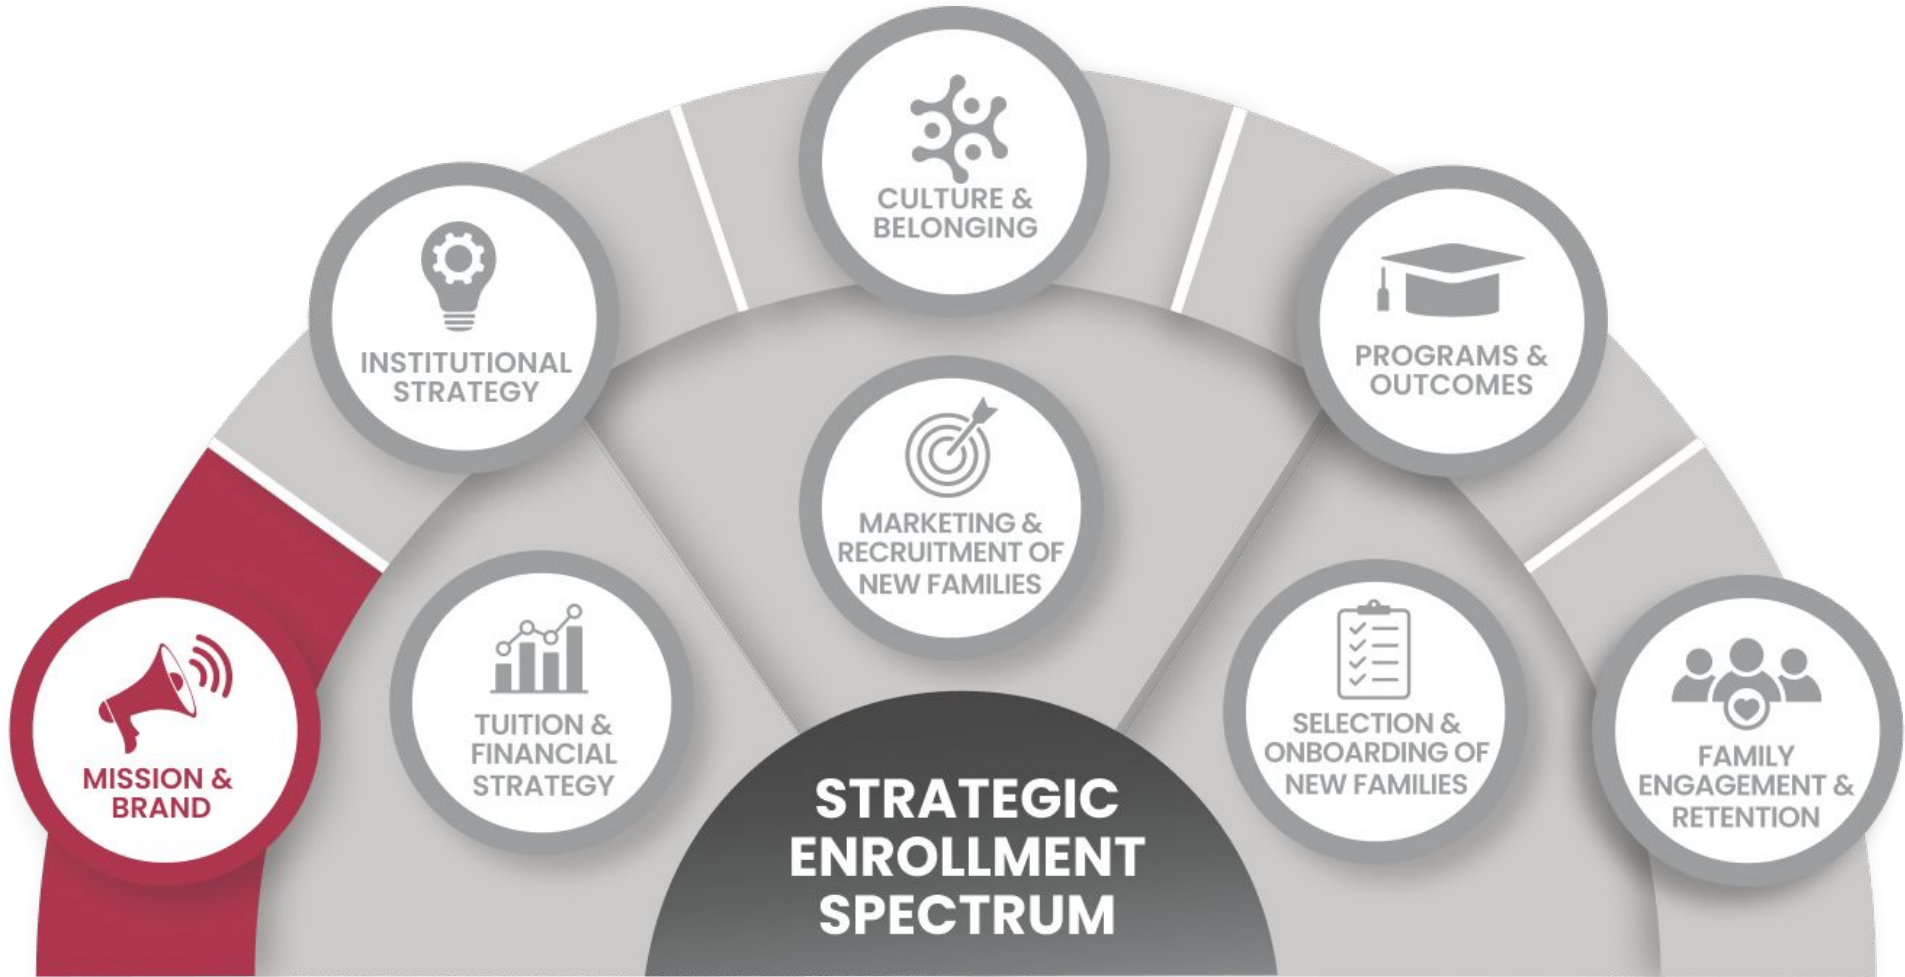 CULTURE &
BELONGING
INSTITUTIONAL
STRATEGY
PROGRAMS &
OUTCOMES
MARKETING &
RECRUITMENT OF
NEW FAMILIES
MISSION &
BRAND
TUITION &
FINANCIAL
STRATEGY
SELECTION &
ONBOARDING OF
NEW FAMILIES
FAMILY
ENGAGEMENT &
RETENTION
STRATEGIC
ENROLLMENT
SPECTRUM